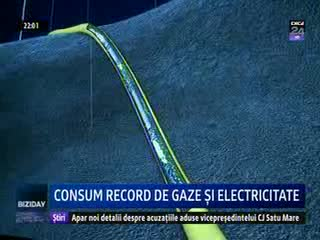 22:01
DIGI
24
CONSUM RECORD DE GAZE ȘI ELECTRICITATE
BIZIDAY
Știri Apar noi detalii despre acuzațiile aduse vicepreședintelui CJ Satu Mare